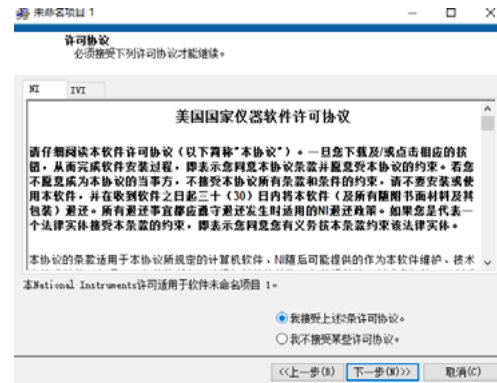 未命名项目 1
许可协议
必须接受下列许可协议才能继续。
NI
IVI
美国国家仪器软件许可协议
请仔细阅读本软件许可协议（以下简称“本协议”）。一旦您下载及/或点击相应的按
钮，从而完成软件安装过程，即表示您同意本协议条款并愿意受本协议的约束。若您
不愿意成为本协议的当事方，不接受本协议所有条款和条件的约束，请不要安装或使
用本软件，并在收到软件之日起三十（30）日内将本软件（及所有随附书面材料及其
包装）退还。所有退还事宜都应遵守退还发生时适用的NI退还政策。如果您是代表一
个法律实体接受本条款的约束，即表示您同意您有义务按本条款约束该法律实体。
本协议的条款适用于本协议所规定的计算机软件、NI随后可能提供的作为本软件维护、技术
本National Instruments许可适用于软件未命名项目 1。
我接受上述2条许可协议。
我不接受某些许可协议。
<<上一步(B)
下一步(N)>>
取消(C)